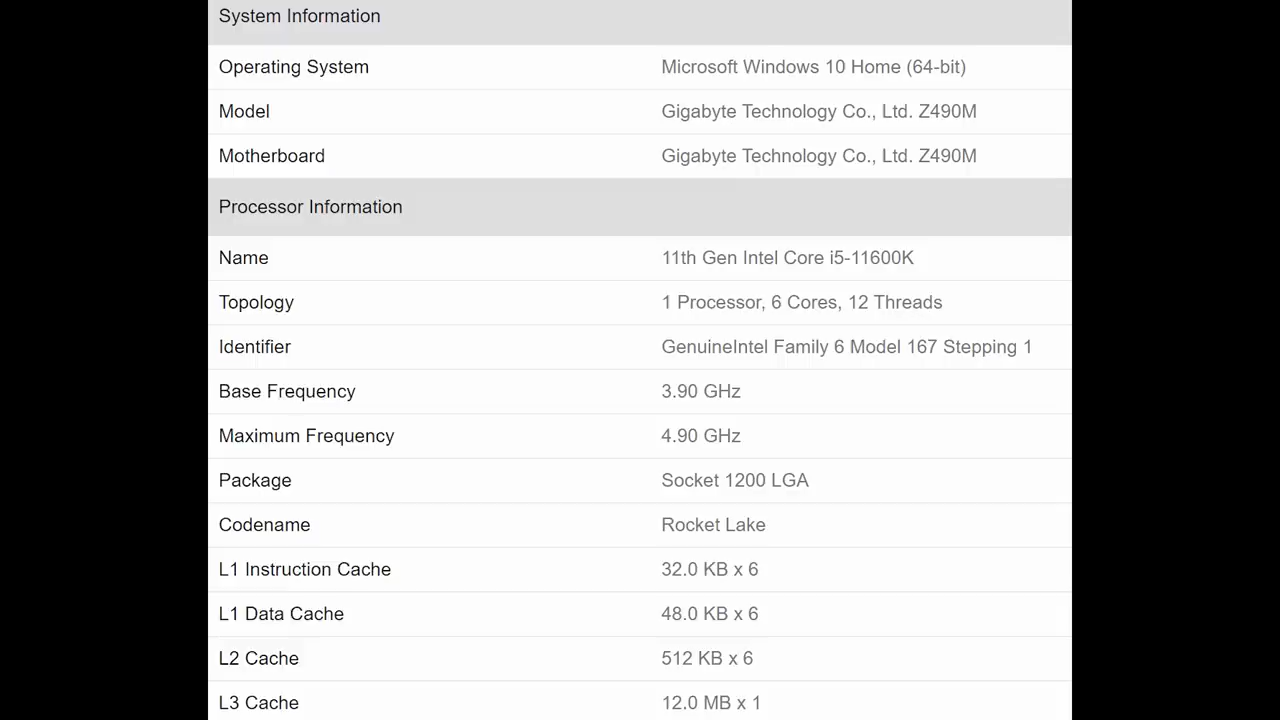 System Information
Operating System Microsoft Windows 10 Home (64-bit)
Model Gigabyte Technology Co., Ltd. Z490M
Motherboard Gigabyte Technology Co., Ltd. Z490M
Processor Information
Name 11th Gen Intel Core i5-11600K
Topology 1 Processor, 6 Cores, 12 Threads
Identifier GenuineIntel Family 6 Model 167 Stepping 1
Base Frequency 3.90 GHz
Maximum Frequency 4.90 GHz
Package Socket 1200 LGA
Codename Rocket Lake
L1 Instruction Cache 32.0 KB x 6
L1 Data Cache 48.0 KB x 6
L2 Cache 512 KB x 6
L3 Cache 12.0 MB x 1